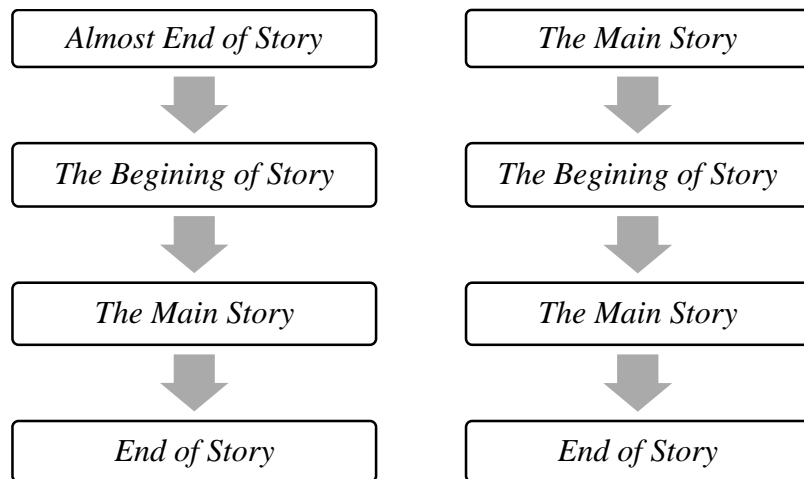 Almost End of Story
The Begining of Story
The Main Story
End of Story
The Main Story
The Begining of Story
The Main Story
End of Story